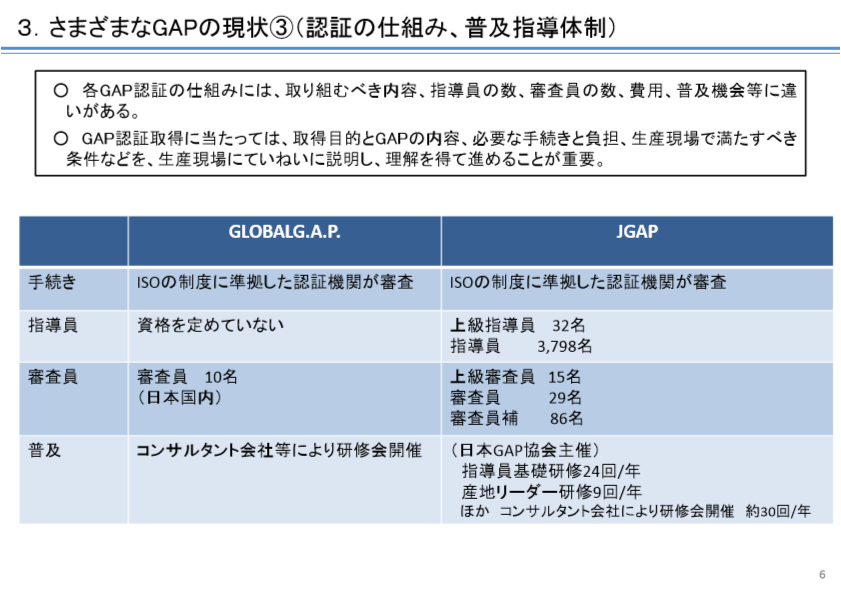 ３．さまざまなGAPの現状③（認証の仕組み、普及指導体制）
○ 各GAP認証の仕組みには、取り組むべき内容、指導員の数、審査員の数、費用、普及機会等に違
いがある。
○ GAP認証取得に当たっては、取得目的とGAPの内容、必要な手続きと負担、生産現場で満たすべき
条件などを、生産現場にていねいに説明し、理解を得て進めることが重要。
GLOBALG.A.P. JGAP
手続き ISOの制度に準拠した認証機関が審査 ISOの制度に準拠した認証機関が審査
指導員 資格を定めていない 上級指導員 32名
指導員 3,798名
審査員 審査員 10名 上級審査員 15名
（日本国内） 審査員 29名
審査員補 86名
普及 コンサルタント会社等により研修会開催 （日本GAP協会主催）
指導員基礎研修24回/年
産地リーダー研修9回/年
ほか コンサルタント会社により研修会開催 約30回/年
6